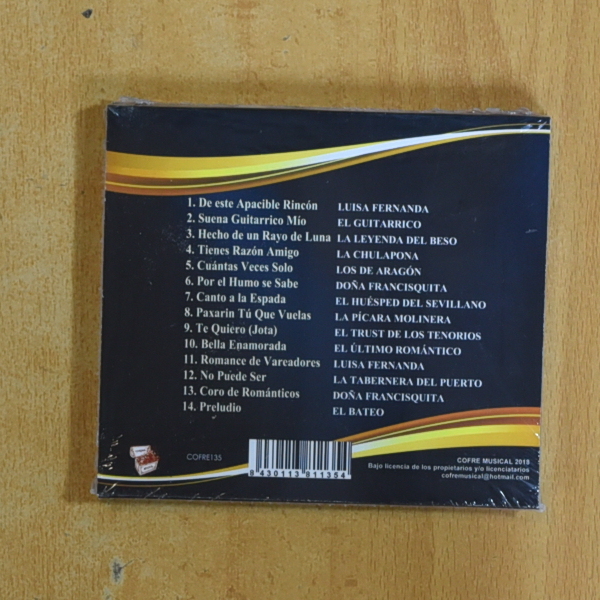 1. De este Apacible Rincón LUISA FERNANDA
2. Suena Guitarrico Mío EL GUITARRICO
3. Hecho de un Rayo de Luna LA LEYENDA DEL BESO
4. Tienes Razón Amigo LA CHULAPONA
5. Cuántas Veces Solo LOS DE ARAGÓN
6. Por el Humo se Sabe DOÑA FRANCISQUITA
7. Canto a la Espada EL HUÉSPED DEL SEVILLANO
8. Paxarin Tú Que Vuelas LA PÍCARA MOLINERA
9. Te Quiero (Jota) EL TRUST DE LOS TENORIOS
10. Bella Enamorada EL ÚLTIMO ROMÁNTICO
11. Romance de Vareadores LUISA FERNANDA
12. No Puede Ser LA TABERNERA DEL PUERTO
13. Coro de Románticos DOÑA FRANCISQUITA
14. Preludio EL BATEO
COFRE135
8 430113 811354
COFRE MUSICAL 2015
Bajo licencia de los propietarios y/o licenciatarios
cofremusical@hotmail.com